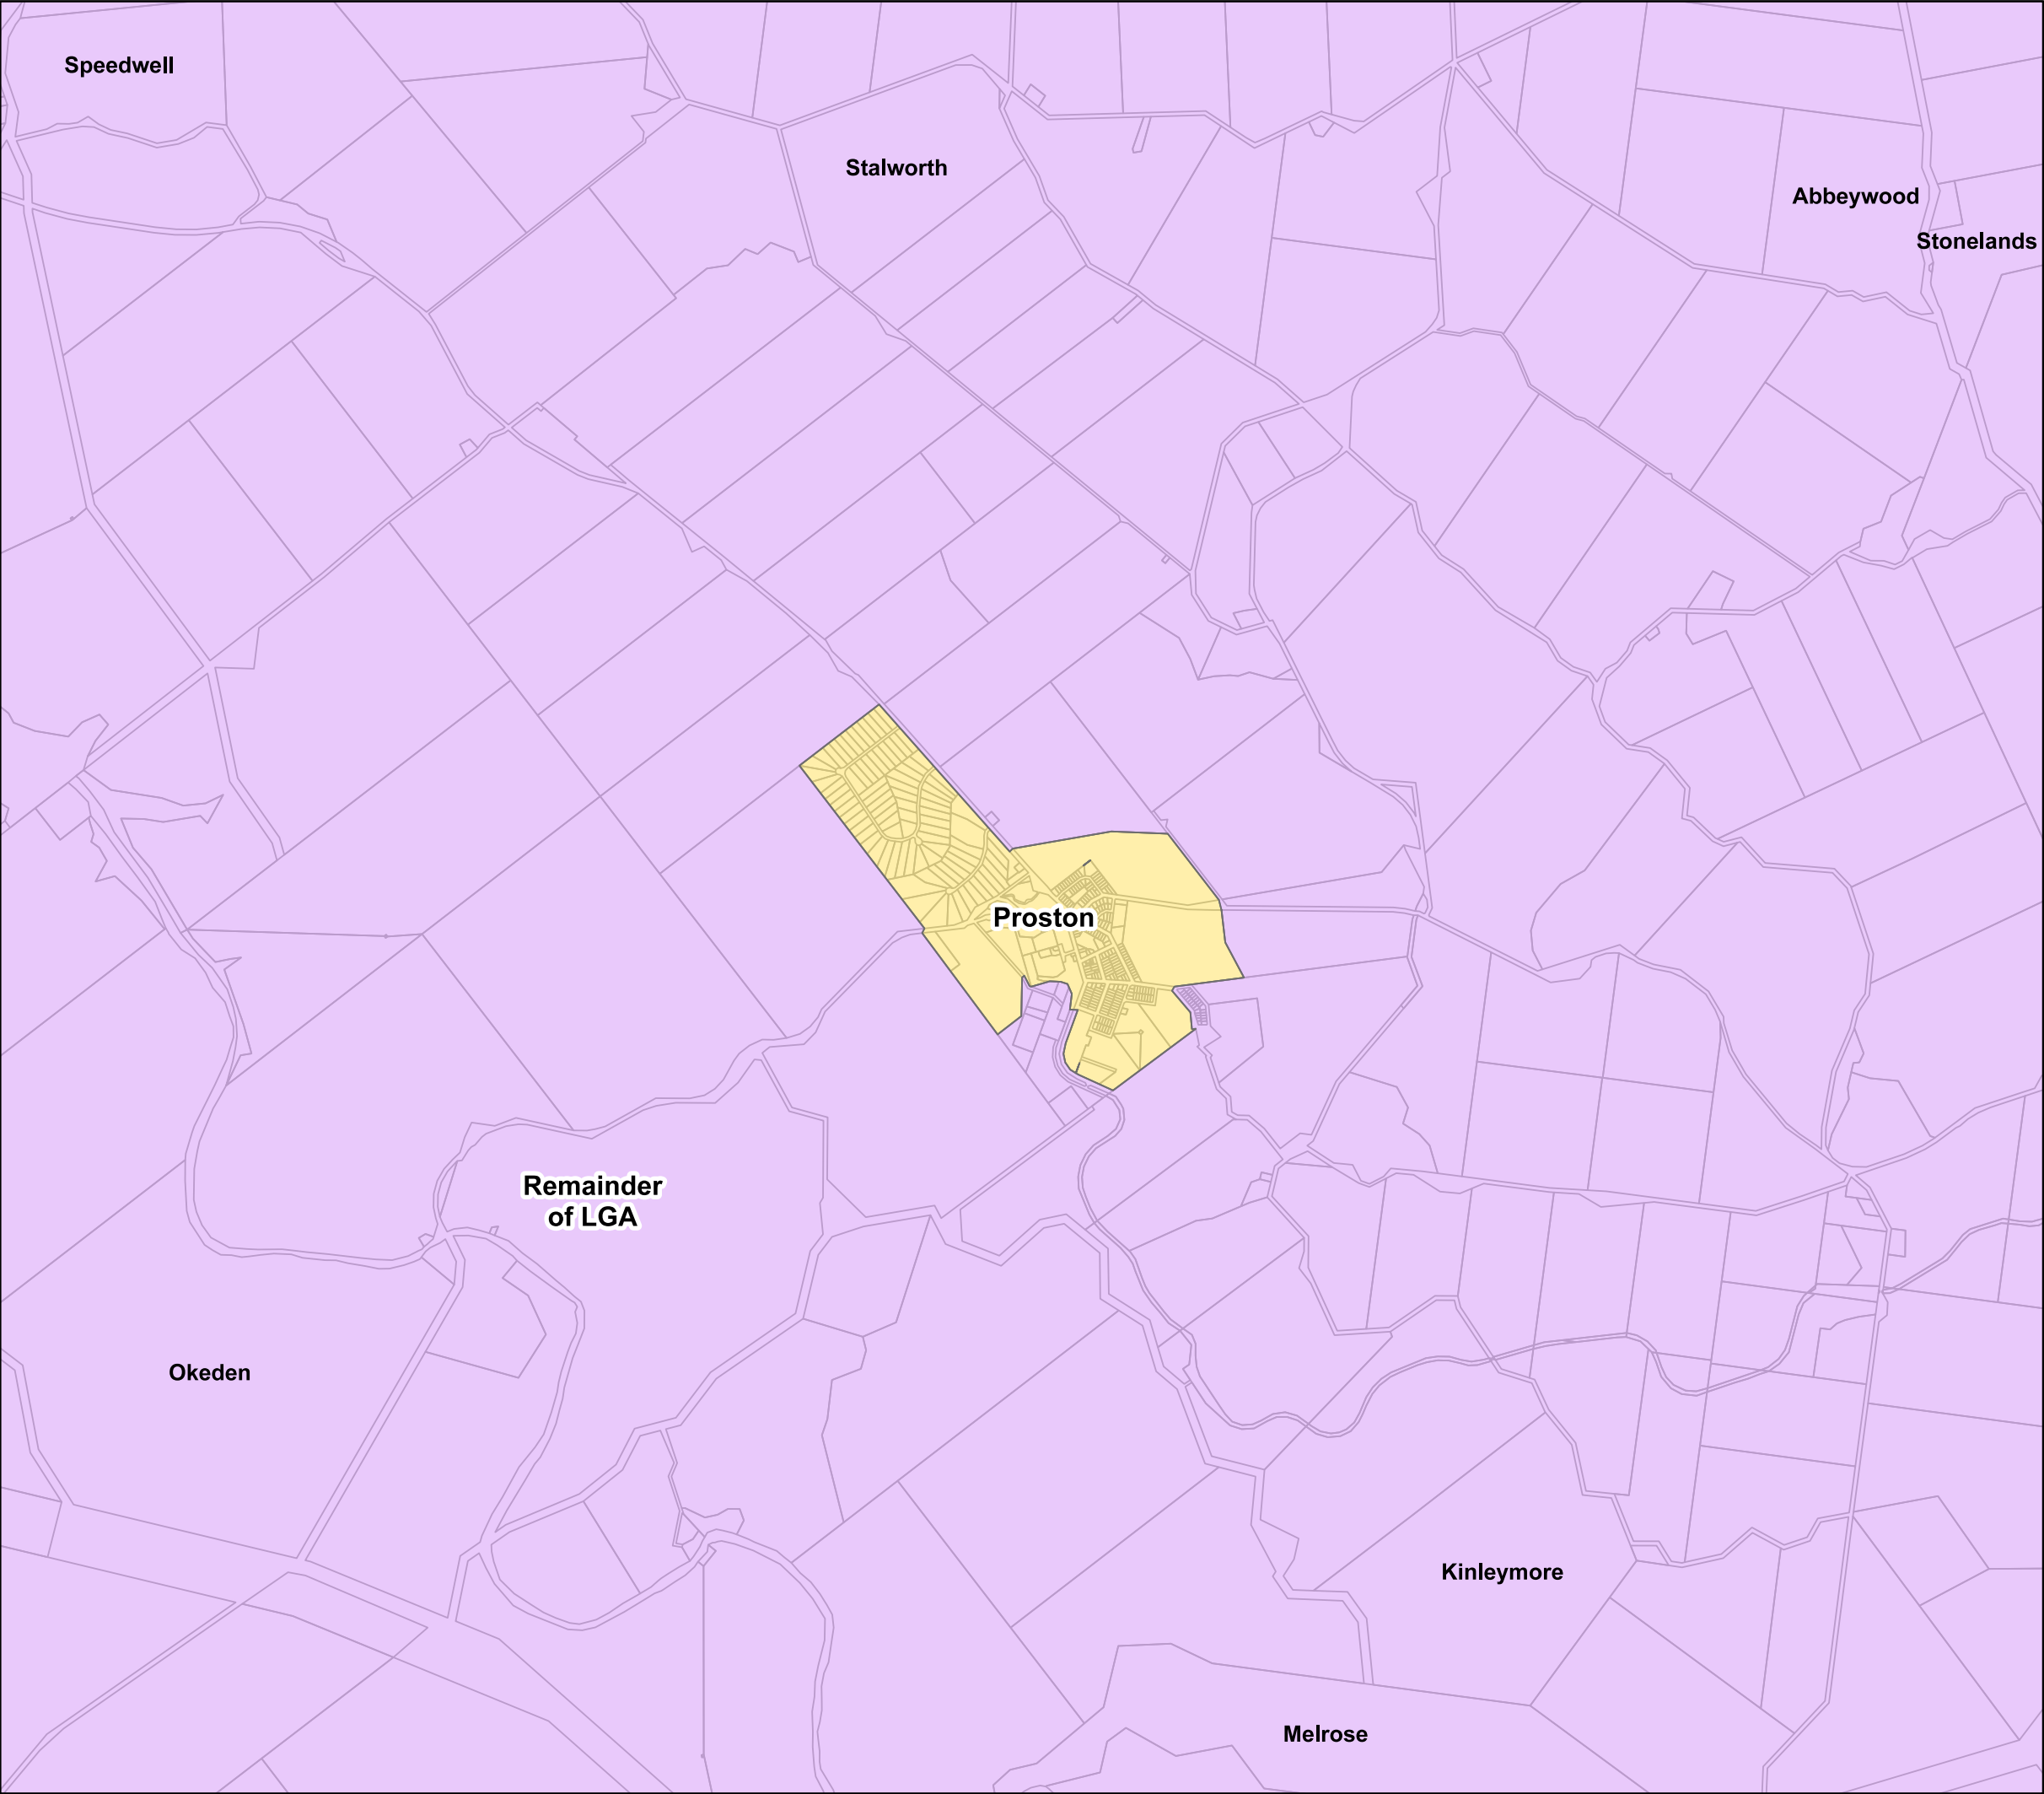 Speedwell
Stalworth
Abbeywood
Stonelands
Proston
Remainder
of LGA
Okeden
Kinleymore
Melrose